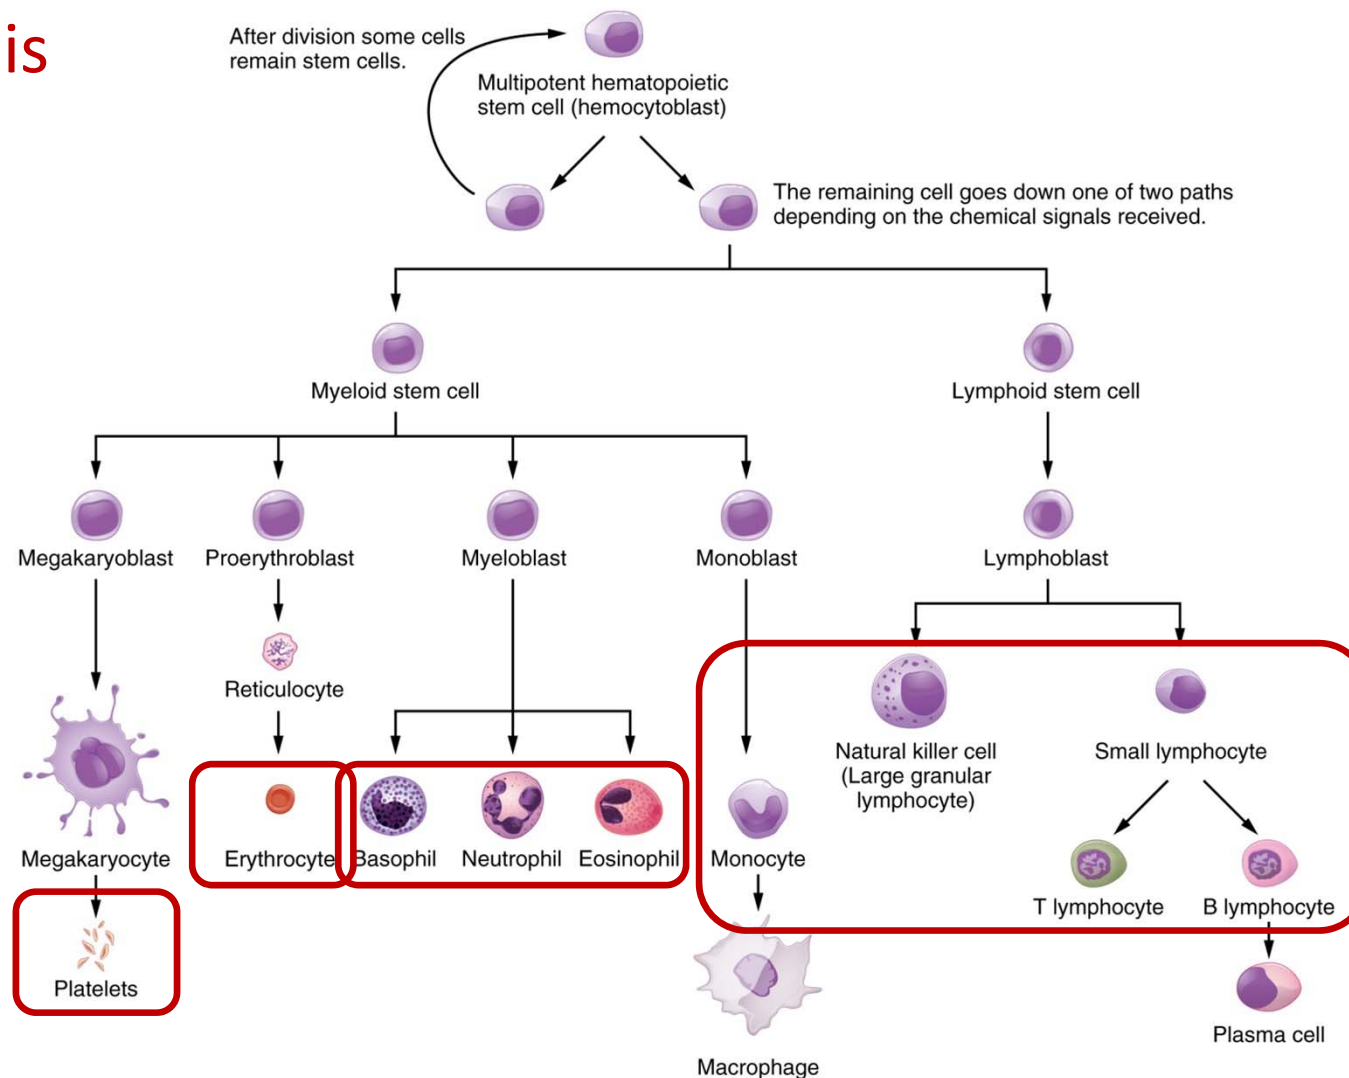 is
After division some cells
remain stem cells.
Multipotent hematopoietic
stem cell (hemocytoblast)
The remaining cell goes down one of two paths
depending on the chemical signals received.
Myeloid stem cell
Lymphoid stem cell
Megakaryoblast
Proerythroblast
Myeloblast
Monoblast
Lymphoblast
Reticulocyte
Natural killer cell
(Large granular
lymphocyte)
Small lymphocyte
Megakaryocyte
Erythrocyte
Basophil
Neutrophil
Eosinophil
Monocyte
T lymphocyte
B lymphocyte
Platelets
Macrophage
Plasma cell